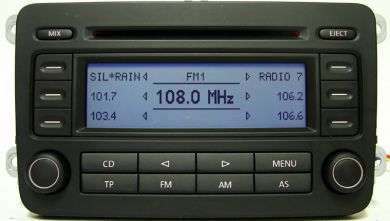 MIX EJECT
SIL*RAIN FM1 RADIO 7
101.7 108.0 MHz 106.2
103.4 106.6
CD MENU
TP FM AM AS